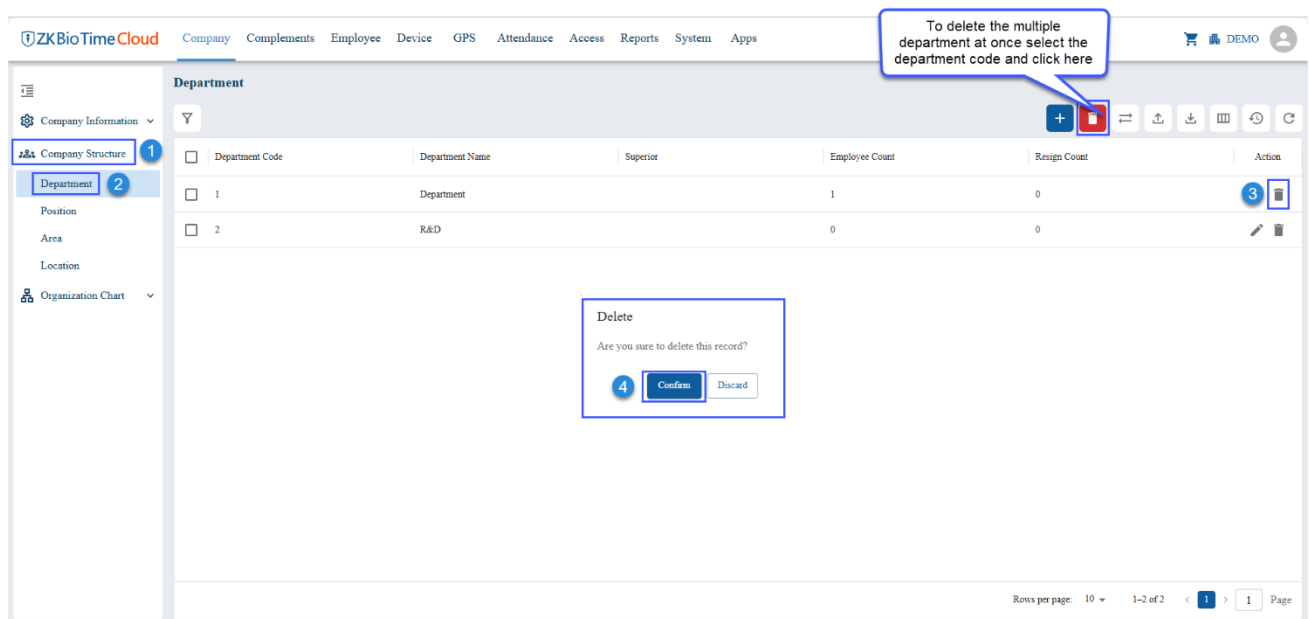 To delete the multiple
department at once select the
department code and click here
ZKBioTime Cloud Company Complements Employee Device GPS Attendance Access Reports System Apps DEMO
Department
Company Information
Company Structure 1
Department 2
Position
Area
Location
Organization Chart
Department Code Department Name Superior Employee Count Resign Count Action
1 Department 1 0 3
2 R&D 0 0
Delete
Are you sure to delete this record?
4 Confirm Discard
Rows per page: 10 1–2 of 2 < 1 > 1 Page